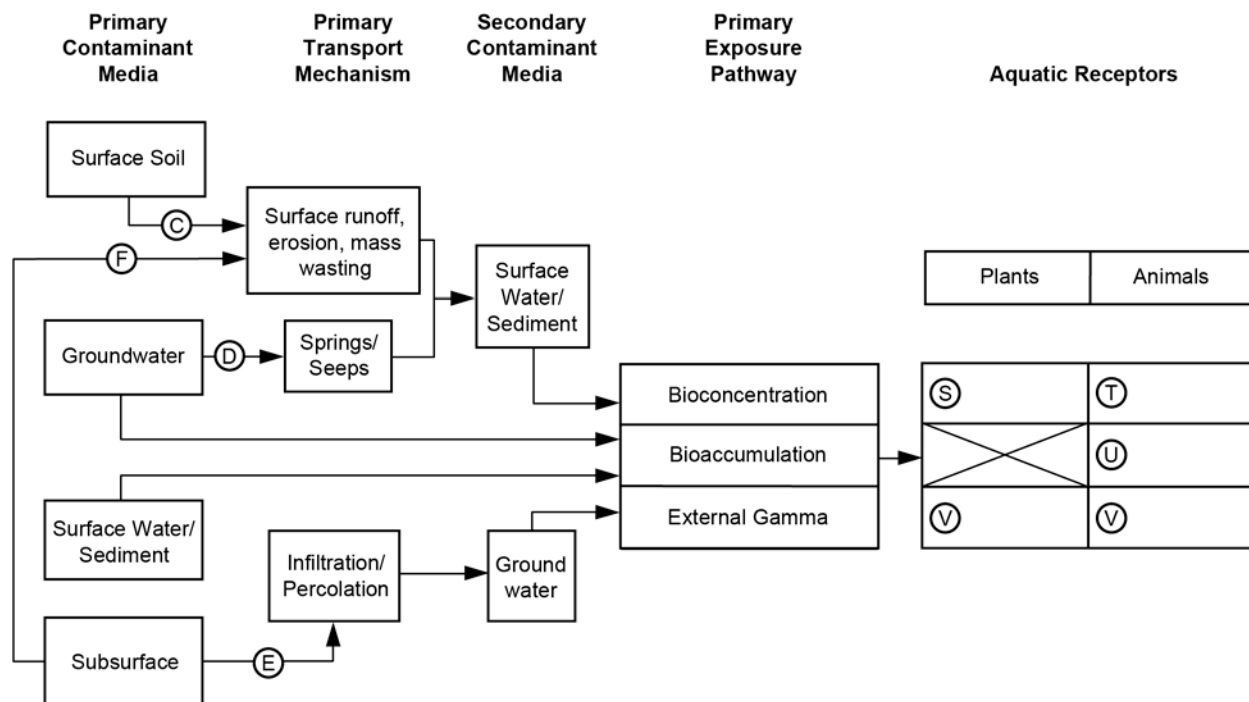 Primary
Contaminant
Media
Primary
Transport
Mechanism
Secondary
Contaminant
Media
Primary
Exposure
Pathway
Aquatic Receptors
Surface Soil
C
F
Surface runoff,
erosion, mass
wasting
Surface
Water/
Sediment
Plants
Animals
Groundwater
D
Springs/
Seeps
Bioconcentration
S
T
Bioaccumulation
U
Surface Water/
Sediment
External Gamma
V
V
Infiltration/
Percolation
Ground
water
Subsurface
E